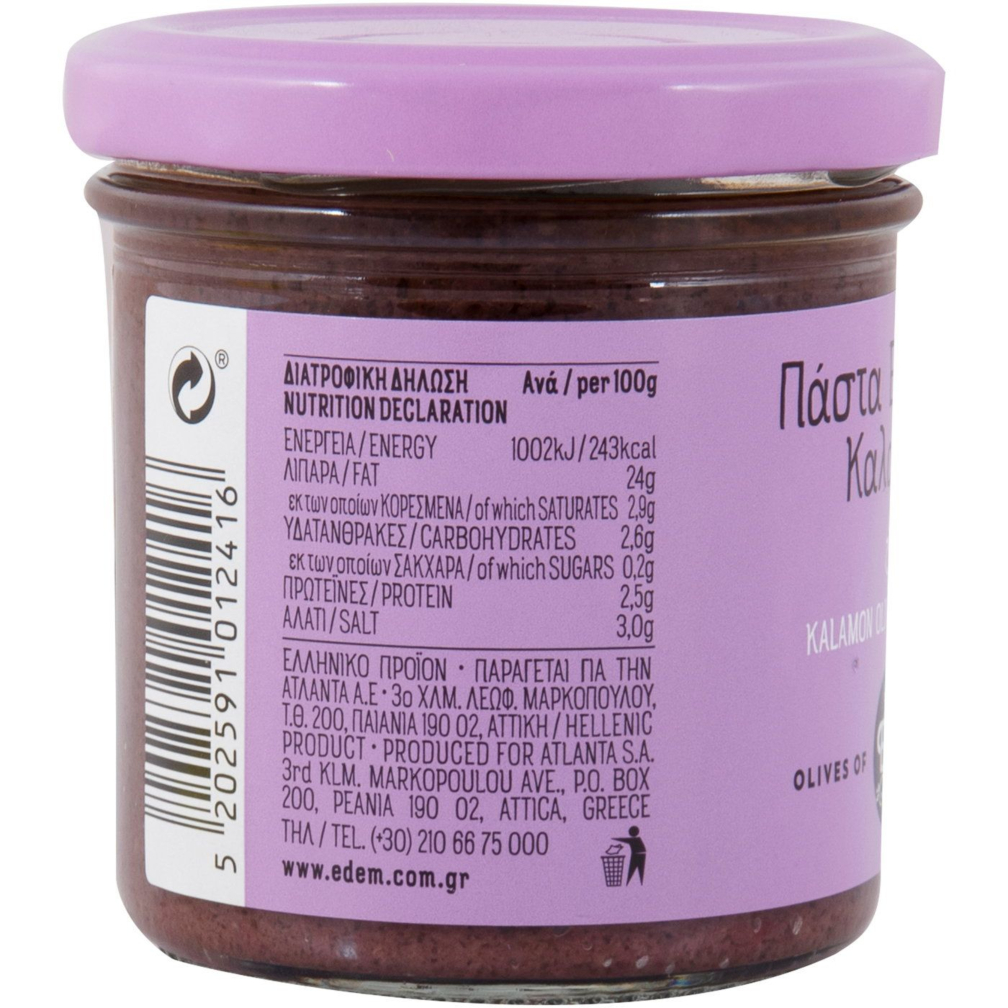 ®
ΔΙΑΤΡΟΦΙΚΗ ΔΗΛΩΣΗ Ανά / per 100g
NUTRITION DECLARATION
ΕΝΕΡΓΕΙΑ / ENERGY 1002kJ / 243kcal
ΛΙΠΑΡΑ / FAT 24g
εκ των οποίων ΚΟΡΕΣΜΕΝΑ / of which SATURATES 2,9g
ΥΔΑΤΑΝΘΡΑΚΕΣ / CARBOHYDRATES 2,6g
εκ των οποίων ΣΑΚΧΑΡΑ / of which SUGARS 0,2g
ΠΡΩΤΕΪΝΕΣ / PROTEIN 2,5g
ΑΛΑΤΙ / SALT 3,0g
ΕΛΛΗΝΙΚΟ ΠΡΟΪΟΝ · ΠΑΡΑΓΕΤΑΙ ΓΙΑ ΤΗΝ
ΑΤΛΑΝΤΑ Α.Ε · 3ο ΧΛΜ. ΛΕΩΦ. ΜΑΡΚΟΠΟΥΛΟΥ,
Τ.Θ. 200, ΠΑΙΑΝΙΑ 190 02, ΑΤΤΙΚΗ / HELLENIC
PRODUCT · PRODUCED FOR ATLANTA S.A.
3rd KLM. MARKOPOULOU AVE., P.O. BOX
200, PEANIA 190 02, ATTICA, GREECE
ΤΗΛ / TEL. (+30) 210 66 75 000
www.edem.com.gr
5 202591 012416
Πάστα
KALAMON
OLIVES OF